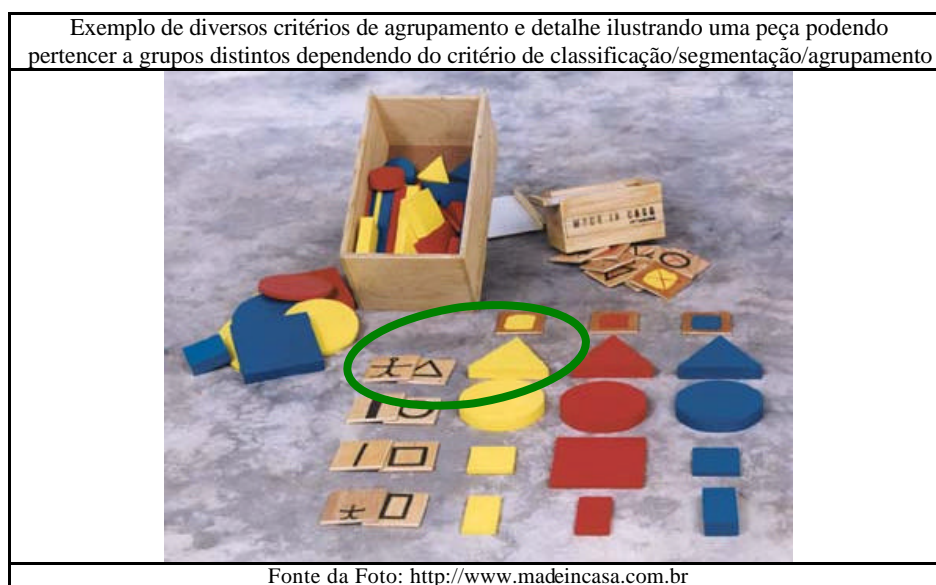 Exemplo de diversos critérios de agrupamento e detalhe ilustrando uma peça podendo
pertencer a grupos distintos dependendo do critério de classificação/segmentação/agrupamento
Fonte da Foto: http://www.madeincasa.com.br